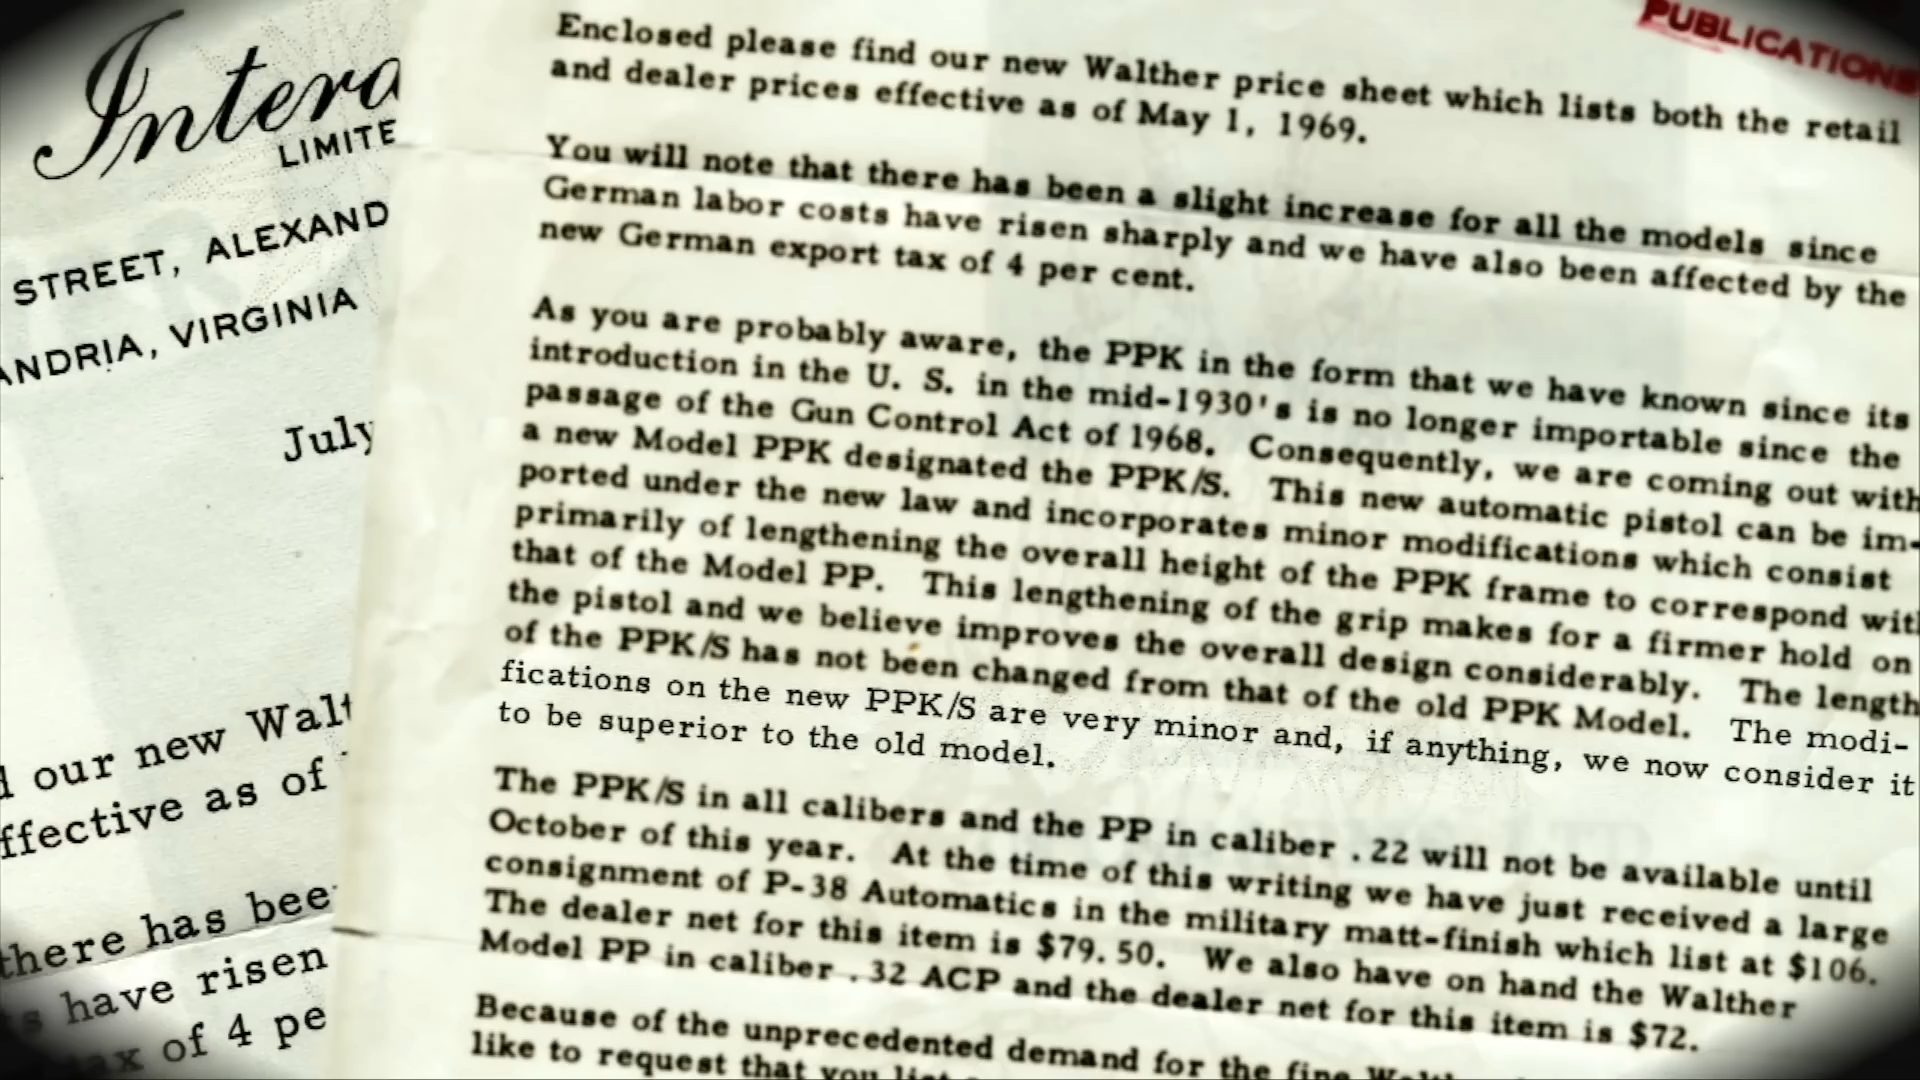 Intera
LIMITE
STREET, ALEXAND
ANDRIA, VIRGINIA
July
our new Walt
ffective as of
there has bee
s have risen
tax of 4 pe
PUBLICATIONS
Enclosed please find our new Walther price sheet which lists both the retail
and dealer prices effective as of May 1, 1969.
You will note that there has been a slight increase for all the models since
German labor costs have risen sharply and we have also been affected by the
new German export tax of 4 per cent.
As you are probably aware, the PPK in the form that we have known since its
introduction in the U. S. in the mid-1930's is no longer importable since the
passage of the Gun Control Act of 1968. Consequently, we are coming out with
a new Model PPK designated the PPK/S. This new automatic pistol can be im-
ported under the new law and incorporates minor modifications which consist
primarily of lengthening the overall height of the PPK frame to correspond with
that of the Model PP. This lengthening of the grip makes for a firmer hold on
the pistol and we believe improves the overall design considerably. The length
of the PPK/S has not been changed from that of the old PPK Model. The modi-
fications on the new PPK/S are very minor and, if anything, we now consider it
to be superior to the old model.
The PPK/S in all calibers and the PP in caliber .22 will not be available until
October of this year. At the time of this writing we have just received a large
consignment of P-38 Automatics in the military matt-finish which list at $106.
The dealer net for this item is $79.50. We also have on hand the Walther
Model PP in caliber .32 ACP and the dealer net for this item is $72.
Because of the unprecedented demand for the fine
like to request that you